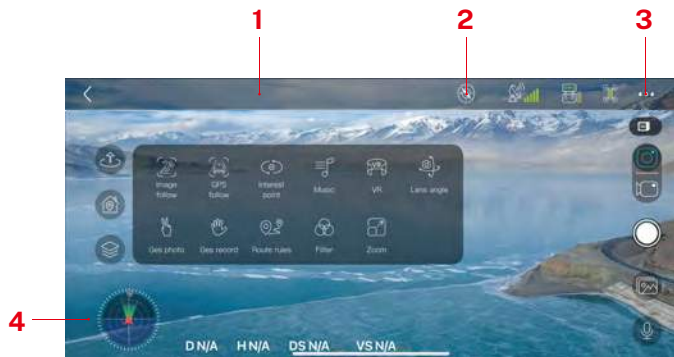 1 2 3
Image follow GPS follow Interest point Music VR Lens angle
Ges photo Ges record Route rules Filter Zoom
4
D N/A H N/A DS N/A VS N/A